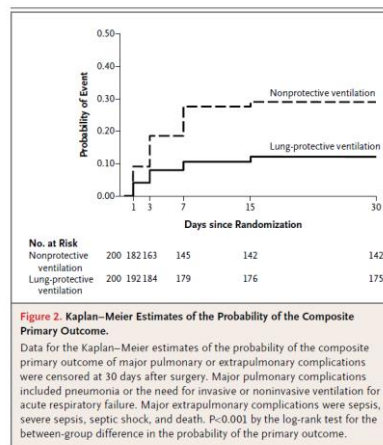 0.50
0.40
0.30
0.20
0.10
0.00
Probability of Event
Nonprotective ventilation
Lung-protective ventilation
1 3 7 15 30
Days since Randomization
No. at Risk
Nonprotective ventilation 200 182 163 145 142 142
Lung-protective ventilation 200 192 184 179 176 175
Figure 2. Kaplan–Meier Estimates of the Probability of the Composite
Primary Outcome.
Data for the Kaplan–Meier estimates of the probability of the composite
primary outcome of major pulmonary or extrapulmonary complications
were censored at 30 days after surgery. Major pulmonary complications
included pneumonia or the need for invasive or noninvasive ventilation for
acute respiratory failure. Major extrapulmonary complications were sepsis,
severe sepsis, septic shock, and death. P<0.001 by the log-rank test for the
between-group difference in the probability of the primary outcome.